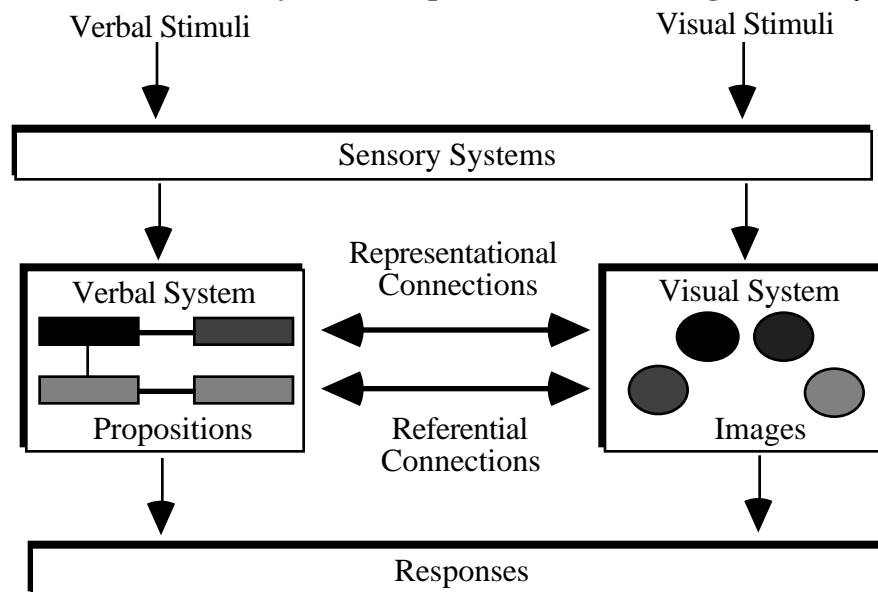 Verbal Stimuli
Visual Stimuli
Sensory Systems
Representational
Connections
Verbal System
Visual System
Propositions
Referential
Connections
Images
Responses